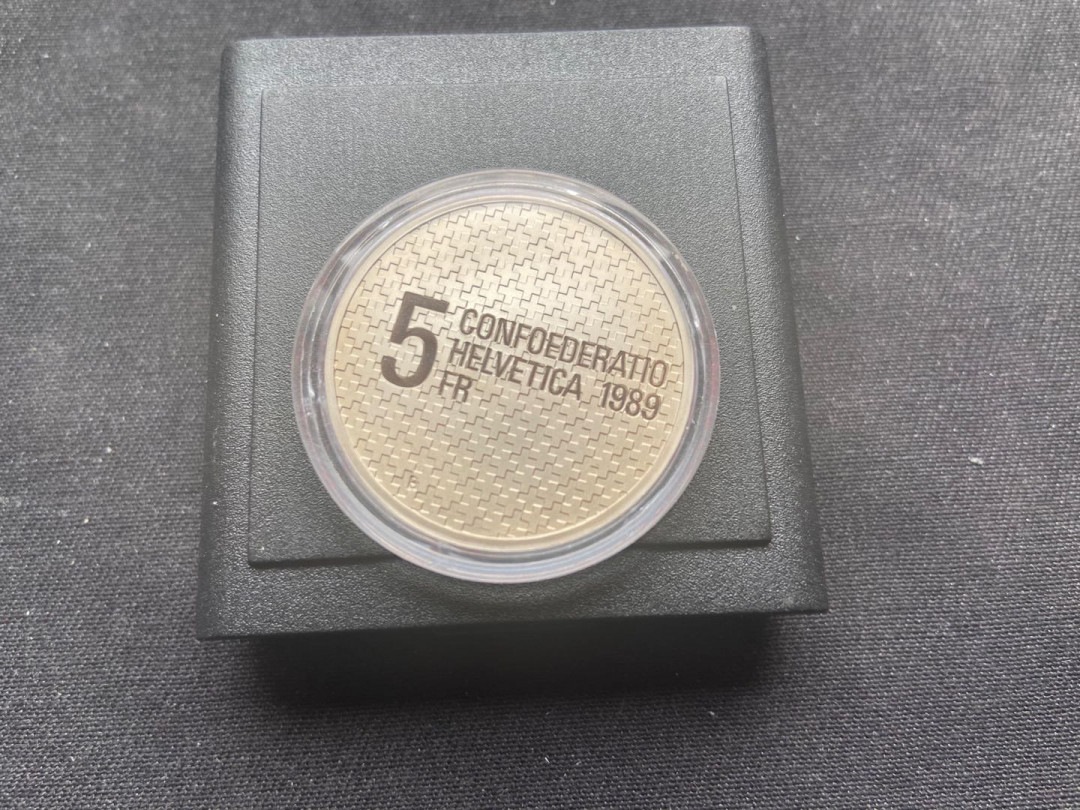 5 CONFOEDERATIO
HELVETICA 1989
FR
B